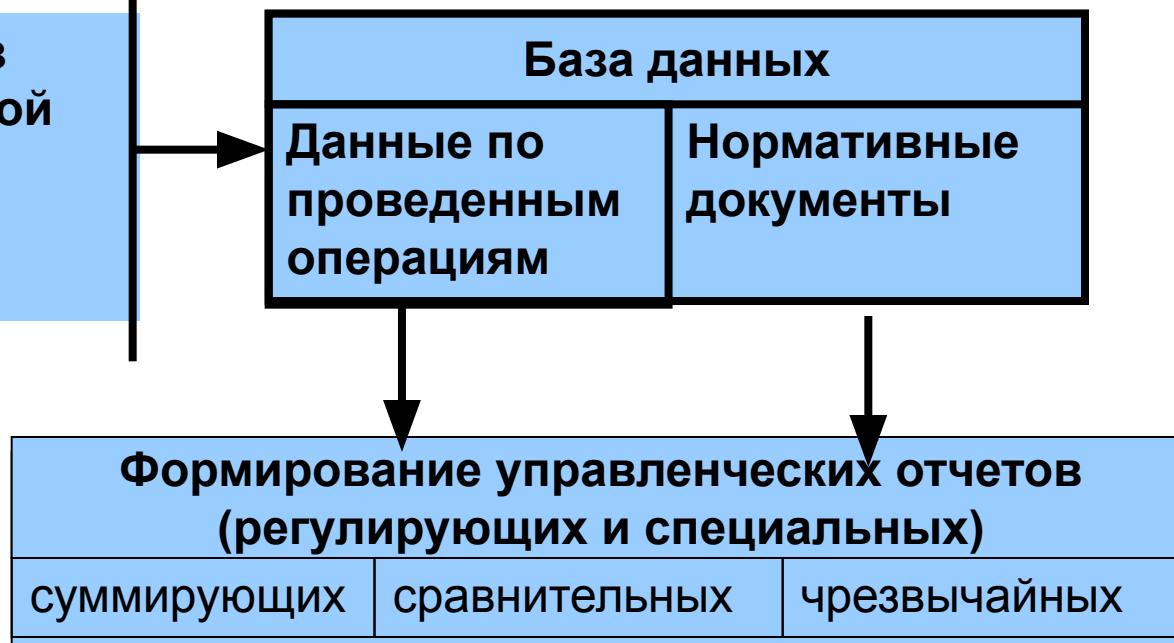 в
ой
База данных
Данные по
проведенным
операциям
Нормативные
документы
Формирование управленческих отчетов
(регулирующих и специальных)
суммирующих
сравнительных
чрезвычайных